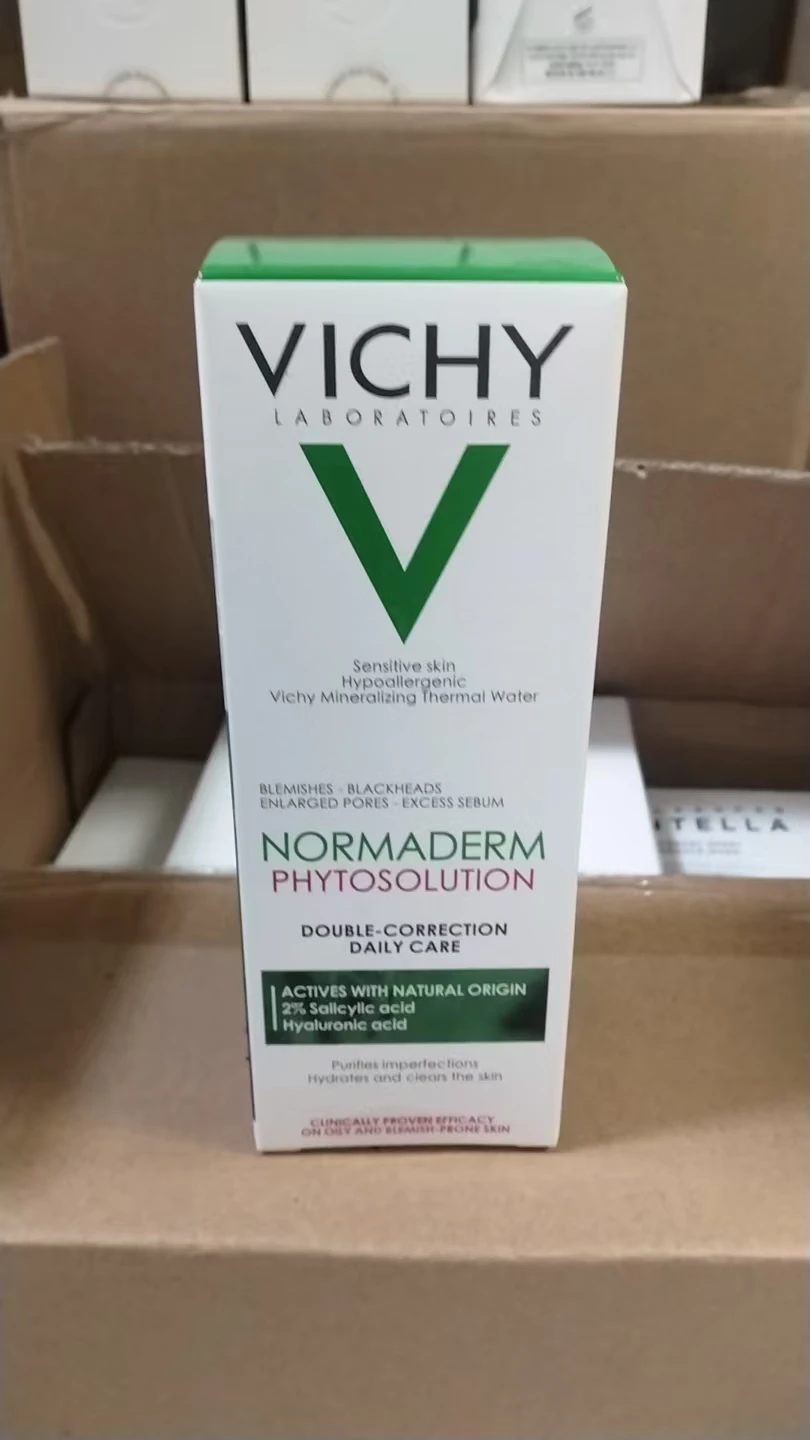 VICHY
LABORATOIRES
Sensitive skin
Hypoallergenic
Vichy Mineralizing Thermal Water
BLEMISHES - BLACKHEADS
ENLARGED PORES - EXCESS SEBUM
NORMADERM
PHYTOSOLUTION
DOUBLE-CORRECTION
DAILY CARE
ACTIVES WITH NATURAL ORIGIN
2% Salicylic acid
Hyaluronic acid
Purifies imperfections
Hydrates and clears the skin
CLINICALLY PROVEN EFFICACY
ON OILY AND BLEMISH-PRONE SKIN
ITELLA